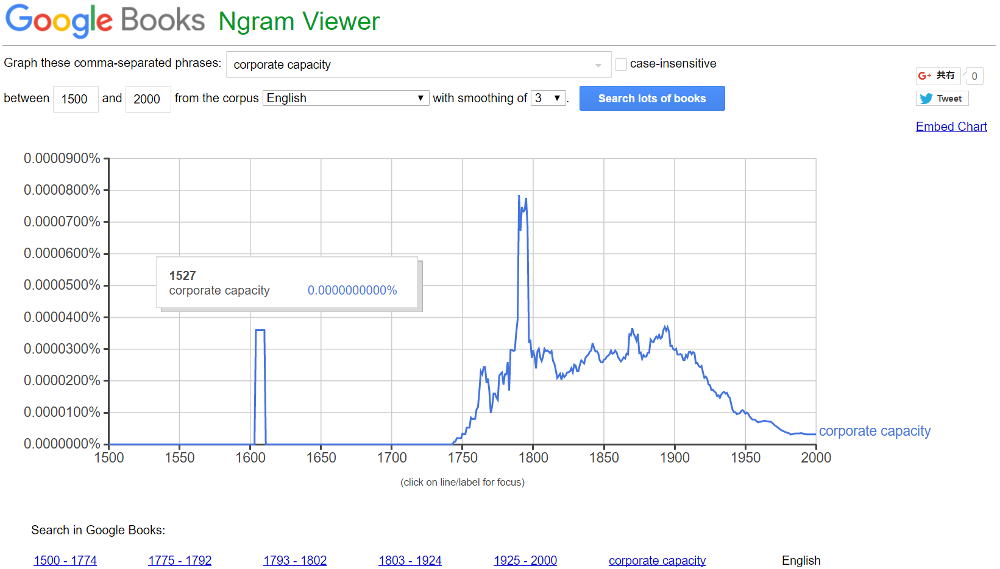 Google Books Ngram Viewer
Graph these comma-separated phrases: corporate capacity case-insensitive
between 1500 and 2000 from the corpus English with smoothing of 3 . Search lots of books
G+ 共有 0
Tweet
Embed Chart
0.0000900%
0.0000800%
0.0000700%
0.0000600%
0.0000500%
0.0000400%
0.0000300%
0.0000200%
0.0000100%
0.0000000%
1527
corporate capacity 0.0000000000%
corporate capacity
1500 1550 1600 1650 1700 1750 1800 1850 1900 1950 2000
(click on line/label for focus)
Search in Google Books:
1500 - 1774 1775 - 1792 1793 - 1802 1803 - 1924 1925 - 2000 corporate capacity English